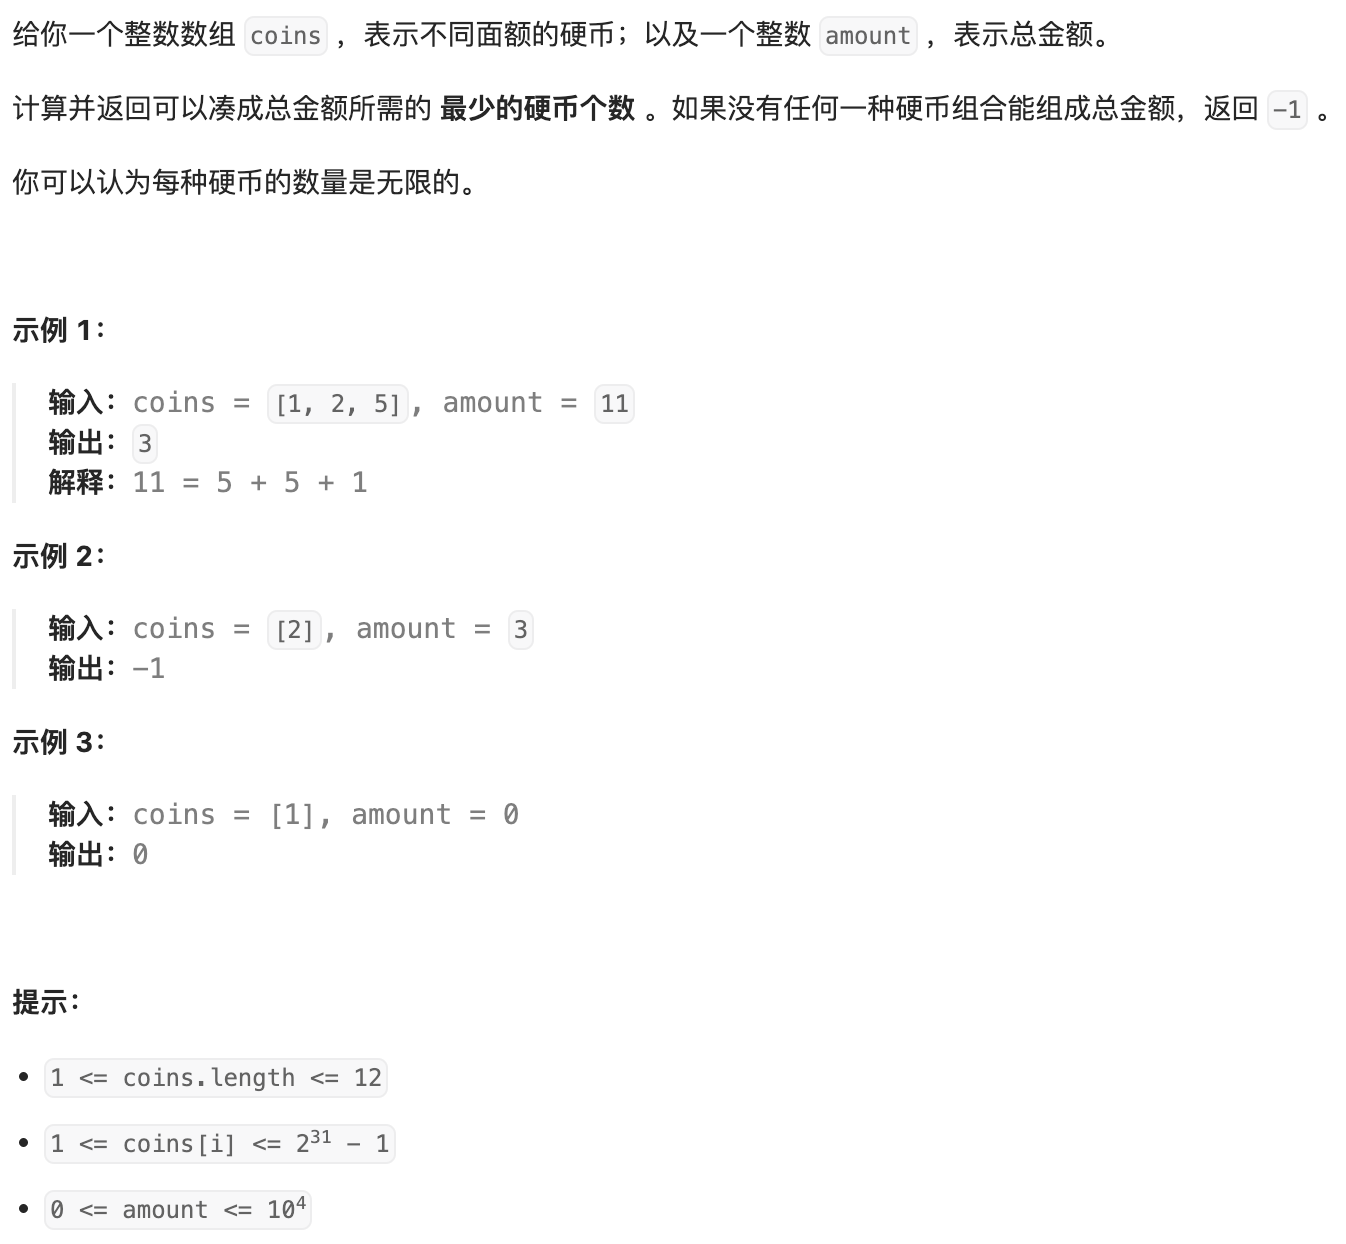 给你一个整数数组 coins ，表示不同面额的硬币；以及一个整数 amount ，表示总金额。
计算并返回可以凑成总金额所需的 最少的硬币个数 。如果没有任何一种硬币组合能组成总金额，返回 -1 。
你可以认为每种硬币的数量是无限的。
示例 1：
输入：coins = [1, 2, 5], amount = 11
输出：3
解释：11 = 5 + 5 + 1
示例 2：
输入：coins = [2], amount = 3
输出：-1
示例 3：
输入：coins = [1], amount = 0
输出：0
提示：
• 1 <= coins.length <= 12
• 1 <= coins[i] <= 2³¹ - 1
• 0 <= amount <= 10⁴